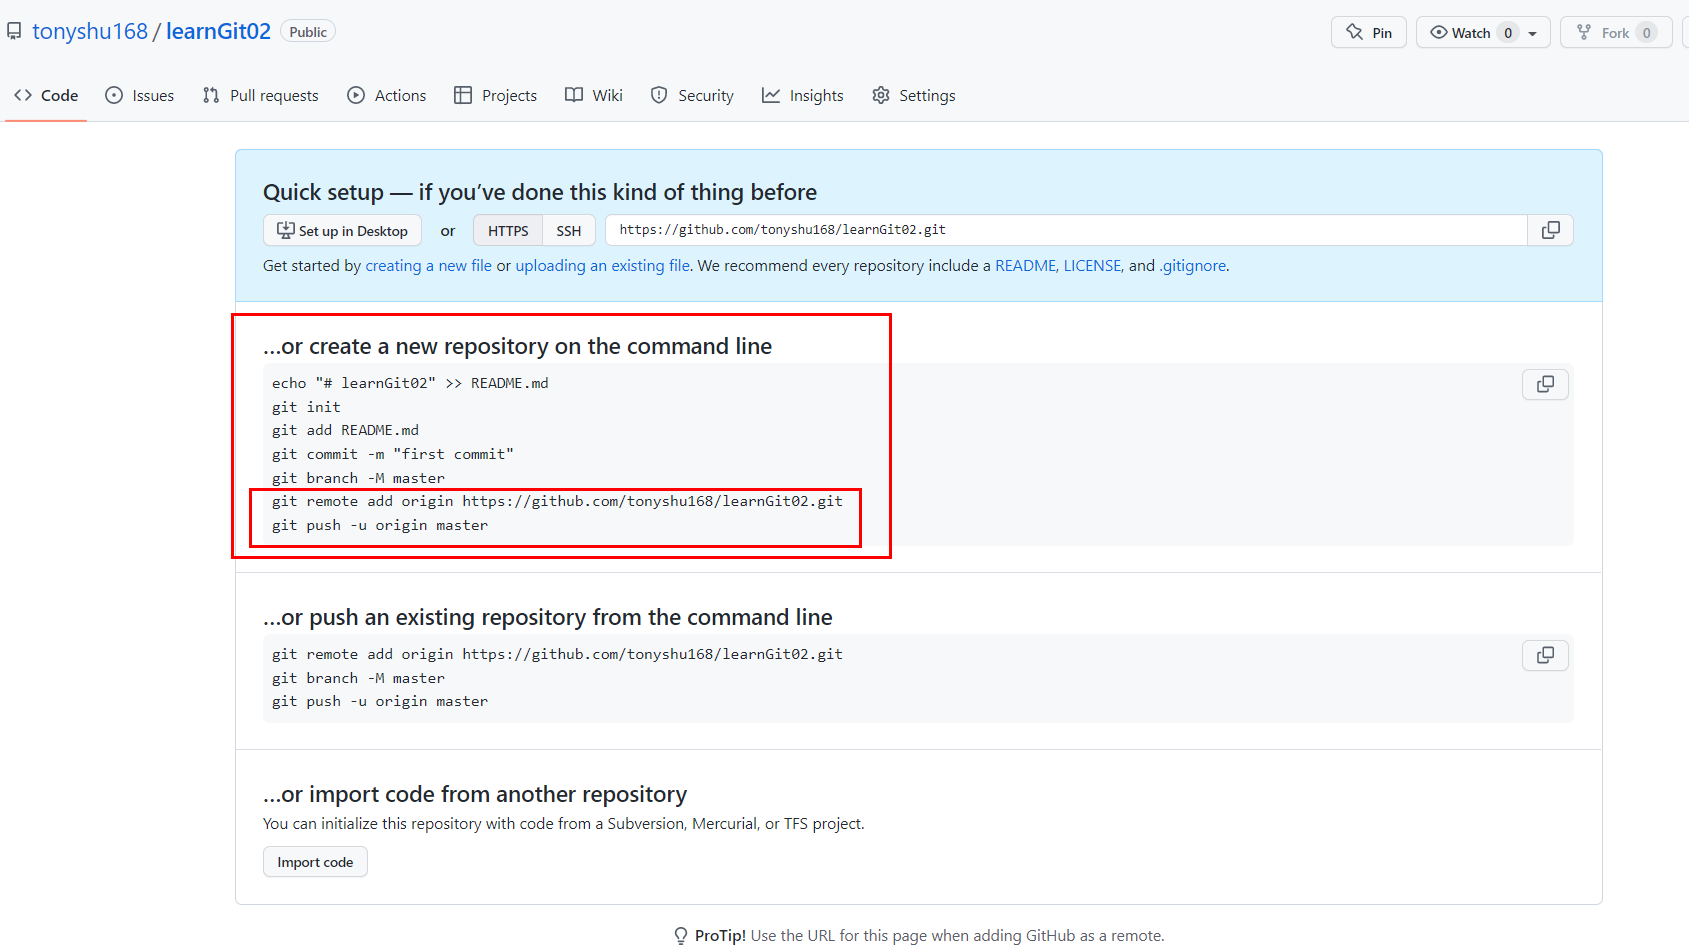 tonyshu168 / learnGit02 Public
Pin Watch 0 Fork 0
Code Issues Pull requests Actions Projects Wiki Security Insights Settings
Quick setup — if you’ve done this kind of thing before
Set up in Desktop or HTTPS SSH https://github.com/tonyshu168/learnGit02.git
Get started by creating a new file or uploading an existing file. We recommend every repository include a README, LICENSE, and .gitignore.
…or create a new repository on the command line
echo "# learnGit02" >> README.md
git init
git add README.md
git commit -m "first commit"
git branch -M master
git remote add origin https://github.com/tonyshu168/learnGit02.git
git push -u origin master
…or push an existing repository from the command line
git remote add origin https://github.com/tonyshu168/learnGit02.git
git branch -M master
git push -u origin master
…or import code from another repository
You can initialize this repository with code from a Subversion, Mercurial, or TFS project.
Import code
ProTip! Use the URL for this page when adding GitHub as a remote.